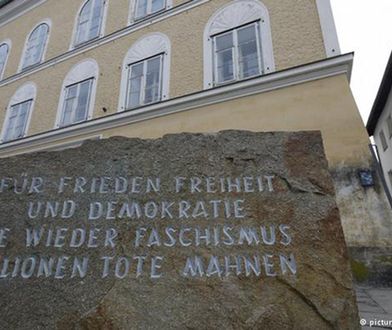 FÜR FRIEDEN FREIHEIT
UND DEMOKRATIE
WIEDER FASCHISMUS
TOTE MAHNEN